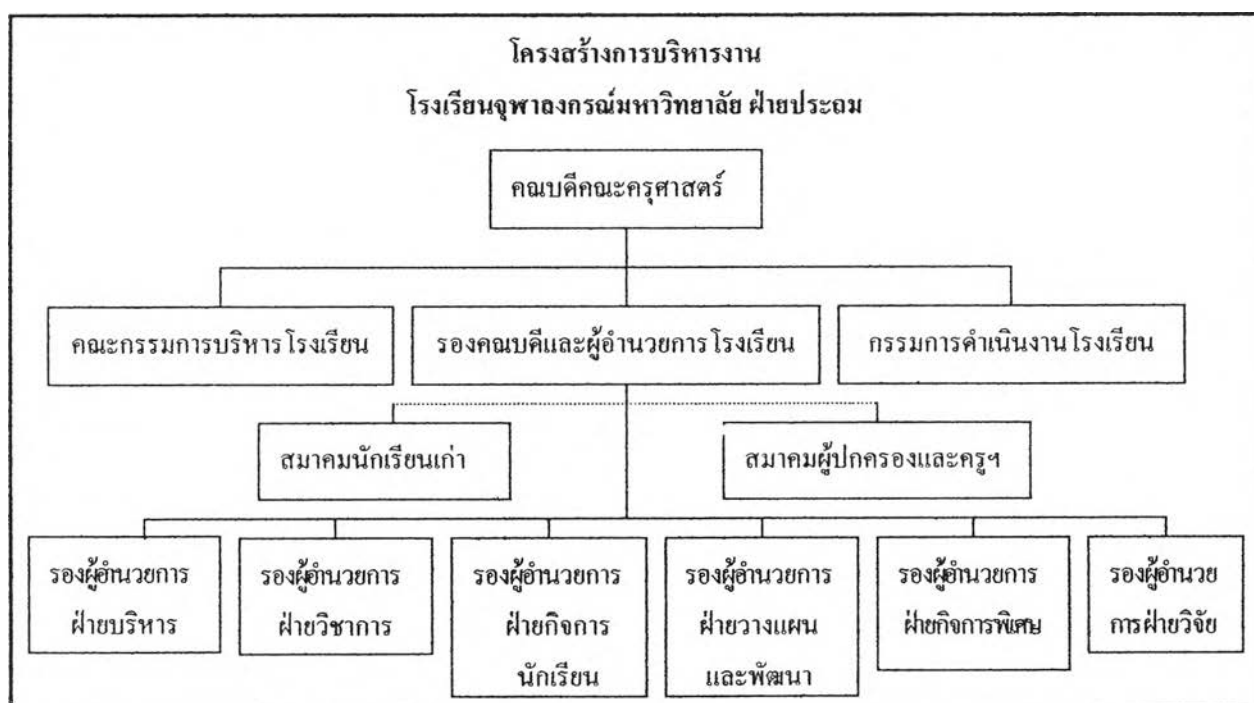 โครงสร้างการบริหารงาน
โรงเรียนจุฬาลงกรณ์มหาวิทยาลัย ฝ่ายประถม
คณบดีคณะครุศาสตร์
คณะกรรมการบริหารโรงเรียน
รองคณบดีและผู้อำนวยการโรงเรียน
กรรมการดำเนินงานโรงเรียน
สมาคมนักเรียนเก่า
สมาคมผู้ปกครองและครูฯ
รองผู้อำนวยการ
ฝ่ายบริหาร
รองผู้อำนวยการ
ฝ่ายวิชาการ
รองผู้อำนวยการ
ฝ่ายกิจการ
นักเรียน
รองผู้อำนวยการ
ฝ่ายวางแผน
และพัฒนา
รองผู้อำนวยการ
ฝ่ายกิจการพิเศษ
รองผู้อำนวย
การฝ่ายวิจัย